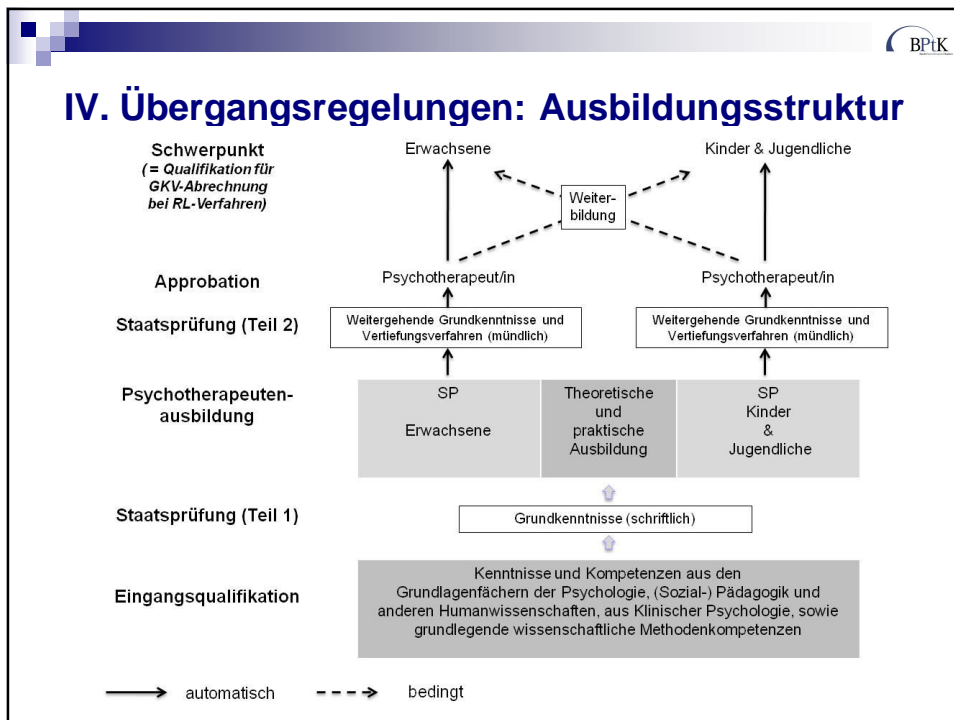 BPtK
IV. Übergangsregelungen: Ausbildungsstruktur
Schwerpunkt
( = Qualifikation für
GKV-Abrechnung
bei RL-Verfahren)
Erwachsene
Kinder & Jugendliche
Weiter-
bildung
Approbation
Psychotherapeut/in
Psychotherapeut/in
Staatsprüfung (Teil 2)
Weitergehende Grundkenntnisse und
Vertiefungsverfahren (mündlich)
Weitergehende Grundkenntnisse und
Vertiefungsverfahren (mündlich)
Psychotherapeuten-
ausbildung
SP
Erwachsene
Theoretische
und
praktische
Ausbildung
SP
Kinder
&
Jugendliche
Staatsprüfung (Teil 1)
Grundkenntnisse (schriftlich)
Eingangsqualifikation
Kenntnisse und Kompetenzen aus den
Grundlagenfächern der Psychologie, (Sozial-) Pädagogik und
anderen Humanwissenschaften, aus Klinischer Psychologie, sowie
grundlegende wissenschaftliche Methodenkompetenzen
automatisch
bedingt